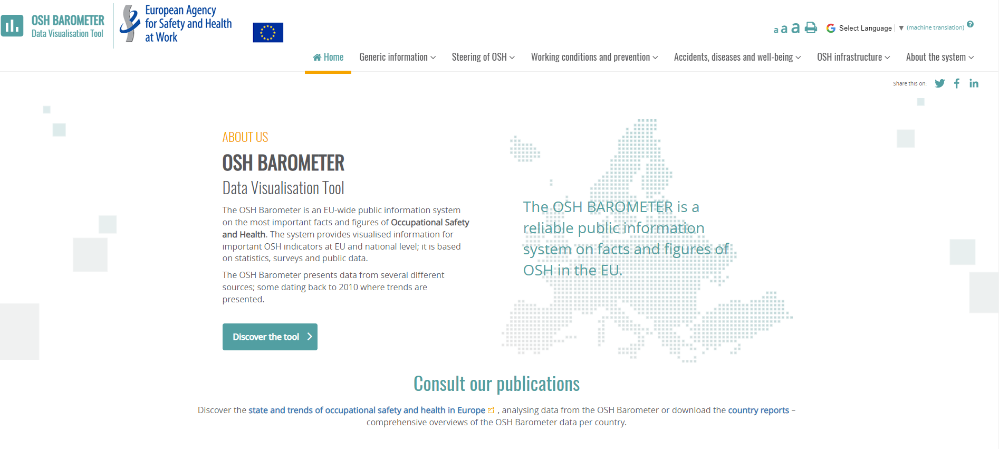 OSH BAROMETER
Data Visualisation Tool
European Agency
for Safety and Health
at Work
a a a
Select Language ▼ (machine translation) ?
Home Generic information Steering of OSH Working conditions and prevention Accidents, diseases and well-being OSH infrastructure About the system
Share this on:
ABOUT US
OSH BAROMETER
Data Visualisation Tool
The OSH Barometer is an EU-wide public information system
on the most important facts and figures of Occupational Safety
and Health. The system provides visualised information for
important OSH indicators at EU and national level; it is based
on statistics, surveys and public data.
The OSH Barometer presents data from several different
sources; some dating back to 2010 where trends are
presented.
Discover the tool
The OSH BAROMETER is a
reliable public information
system on facts and figures of
OSH in the EU.
Consult our publications
Discover the state and trends of occupational safety and health in Europe , analysing data from the OSH Barometer or download the country reports –
comprehensive overviews of the OSH Barometer data per country.